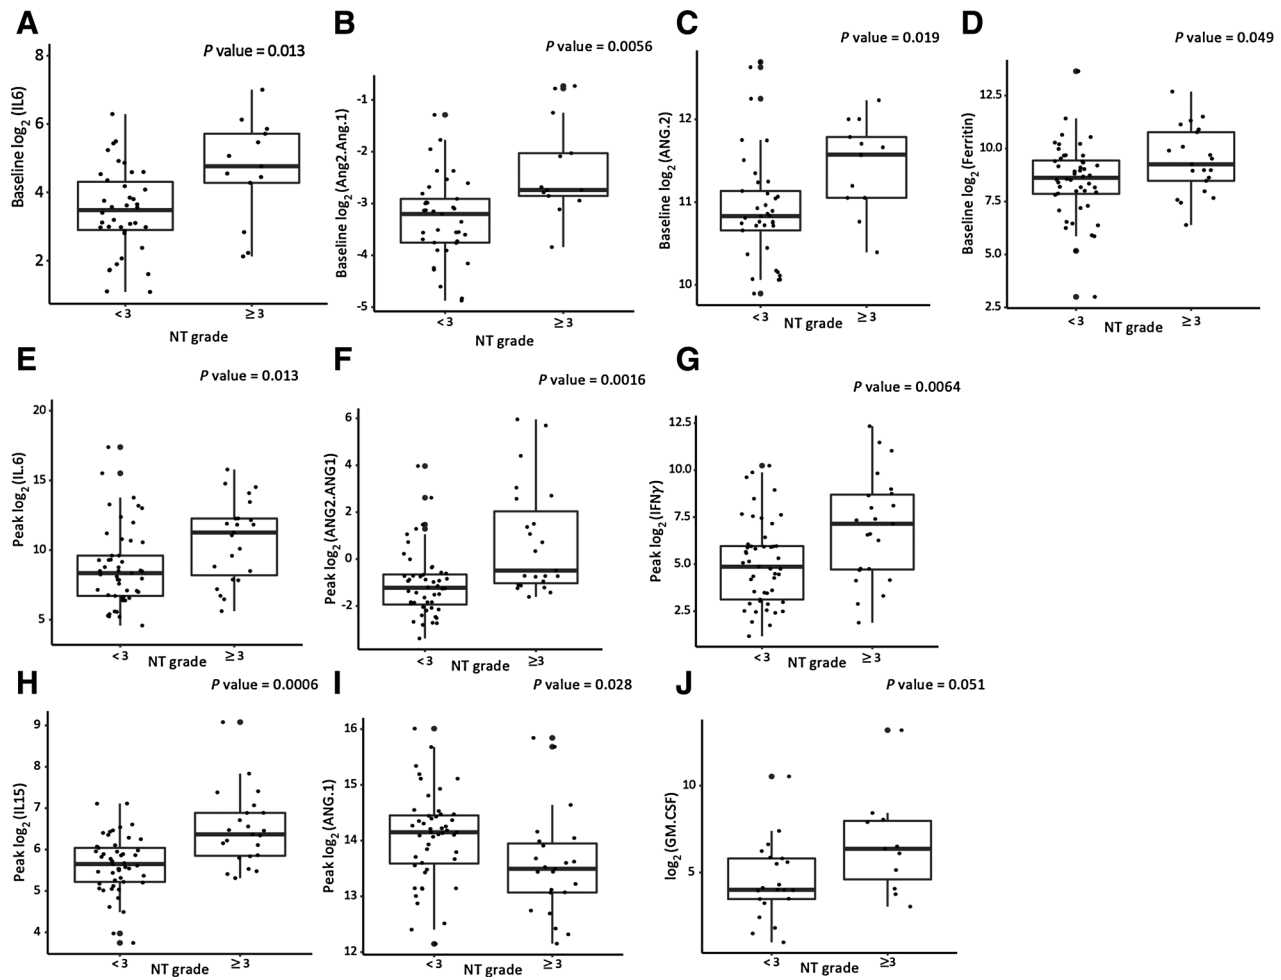 A
P value = 0.013
Baseline log2 (IL6)
8
6
4
2
<3
≥3
NT grade
B
P value = 0.0056
Baseline log2 (Ang2.Ang.1)
-1
-2
-3
-4
-5
<3
≥3
NT grade
C
P value = 0.019
Baseline log2 (ANG.2)
12
11
10
<3
≥3
NT grade
D
P value = 0.049
Baseline log2 (Ferritin)
12.5
10.0
7.5
5.0
2.5
<3
≥3
NT grade
E
P value = 0.013
Peak log2 (IL.6)
20
15
10
5
<3
≥3
NT grade
F
P value = 0.0016
Peak log2 (ANG2.ANG1)
6
4
2
0
-2
<3
≥3
NT grade
G
P value = 0.0064
Peak log2 (IFNγ)
12.5
10.0
7.5
5.0
2.5
<3
≥3
NT grade
H
P value = 0.0006
Peak log2 (IL15)
9
8
7
6
5
4
<3
≥3
NT grade
I
P value = 0.028
Peak log2 (ANG.1)
16
15
14
13
12
<3
≥3
NT grade
J
P value = 0.051
log2 (GM.CSF)
10
5
<3
≥3
NT grade